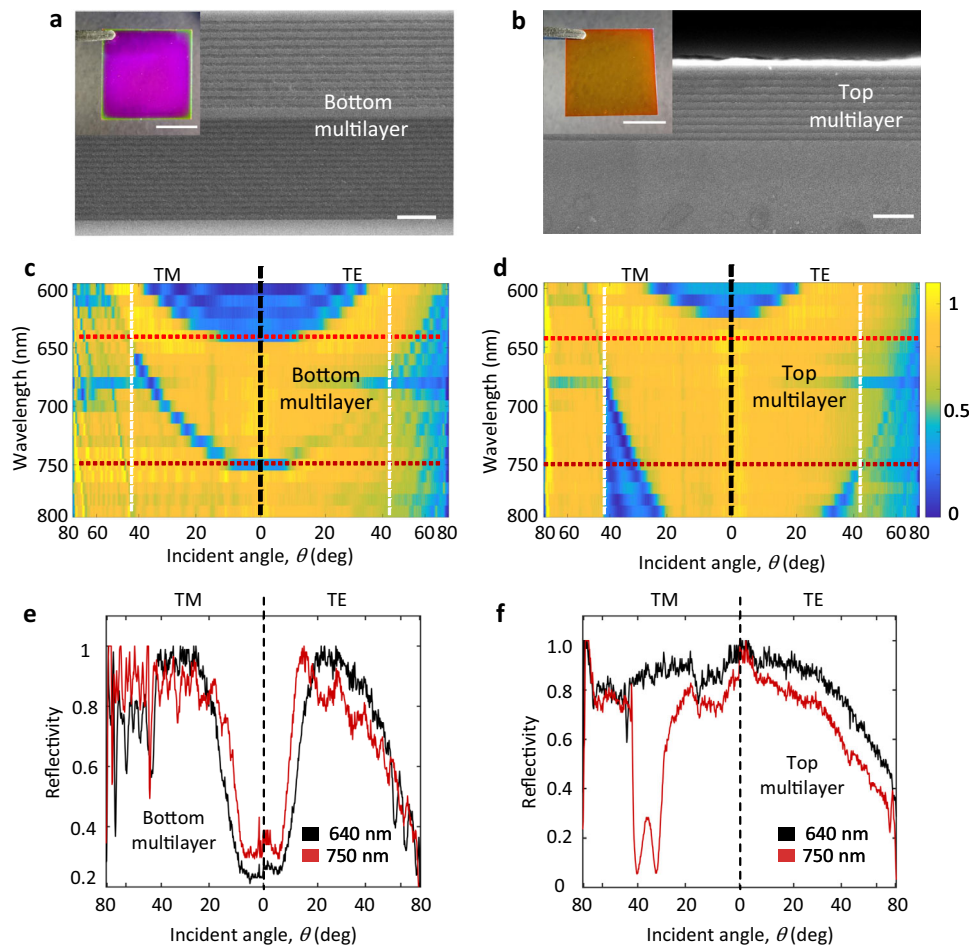 a
Bottom
multilayer
b
Top
multilayer
c
TM
TE
600
650
700
750
800
Wavelength (nm)
Bottom
multilayer
80 60 40 20 0 20 40 60 80
Incident angle, θ (deg)
d
TM
TE
600
650
700
750
800
Wavelength (nm)
Top
multilayer
80 60 40 20 0 20 40 6080
Incident angle, θ (deg)
1
0.5
0
e
TM
TE
1
0.8
0.6
0.4
0.2
Reflectivity
Bottom
multilayer
640 nm
750 nm
80 40 20 0 20 40 80
Incident angle, θ (deg)
f
TM
TE
1.0
0.8
0.6
0.4
0.2
0
Reflectivity
Top
multilayer
640 nm
750 nm
80 40 20 0 20 40 80
Incident angle, θ (deg)